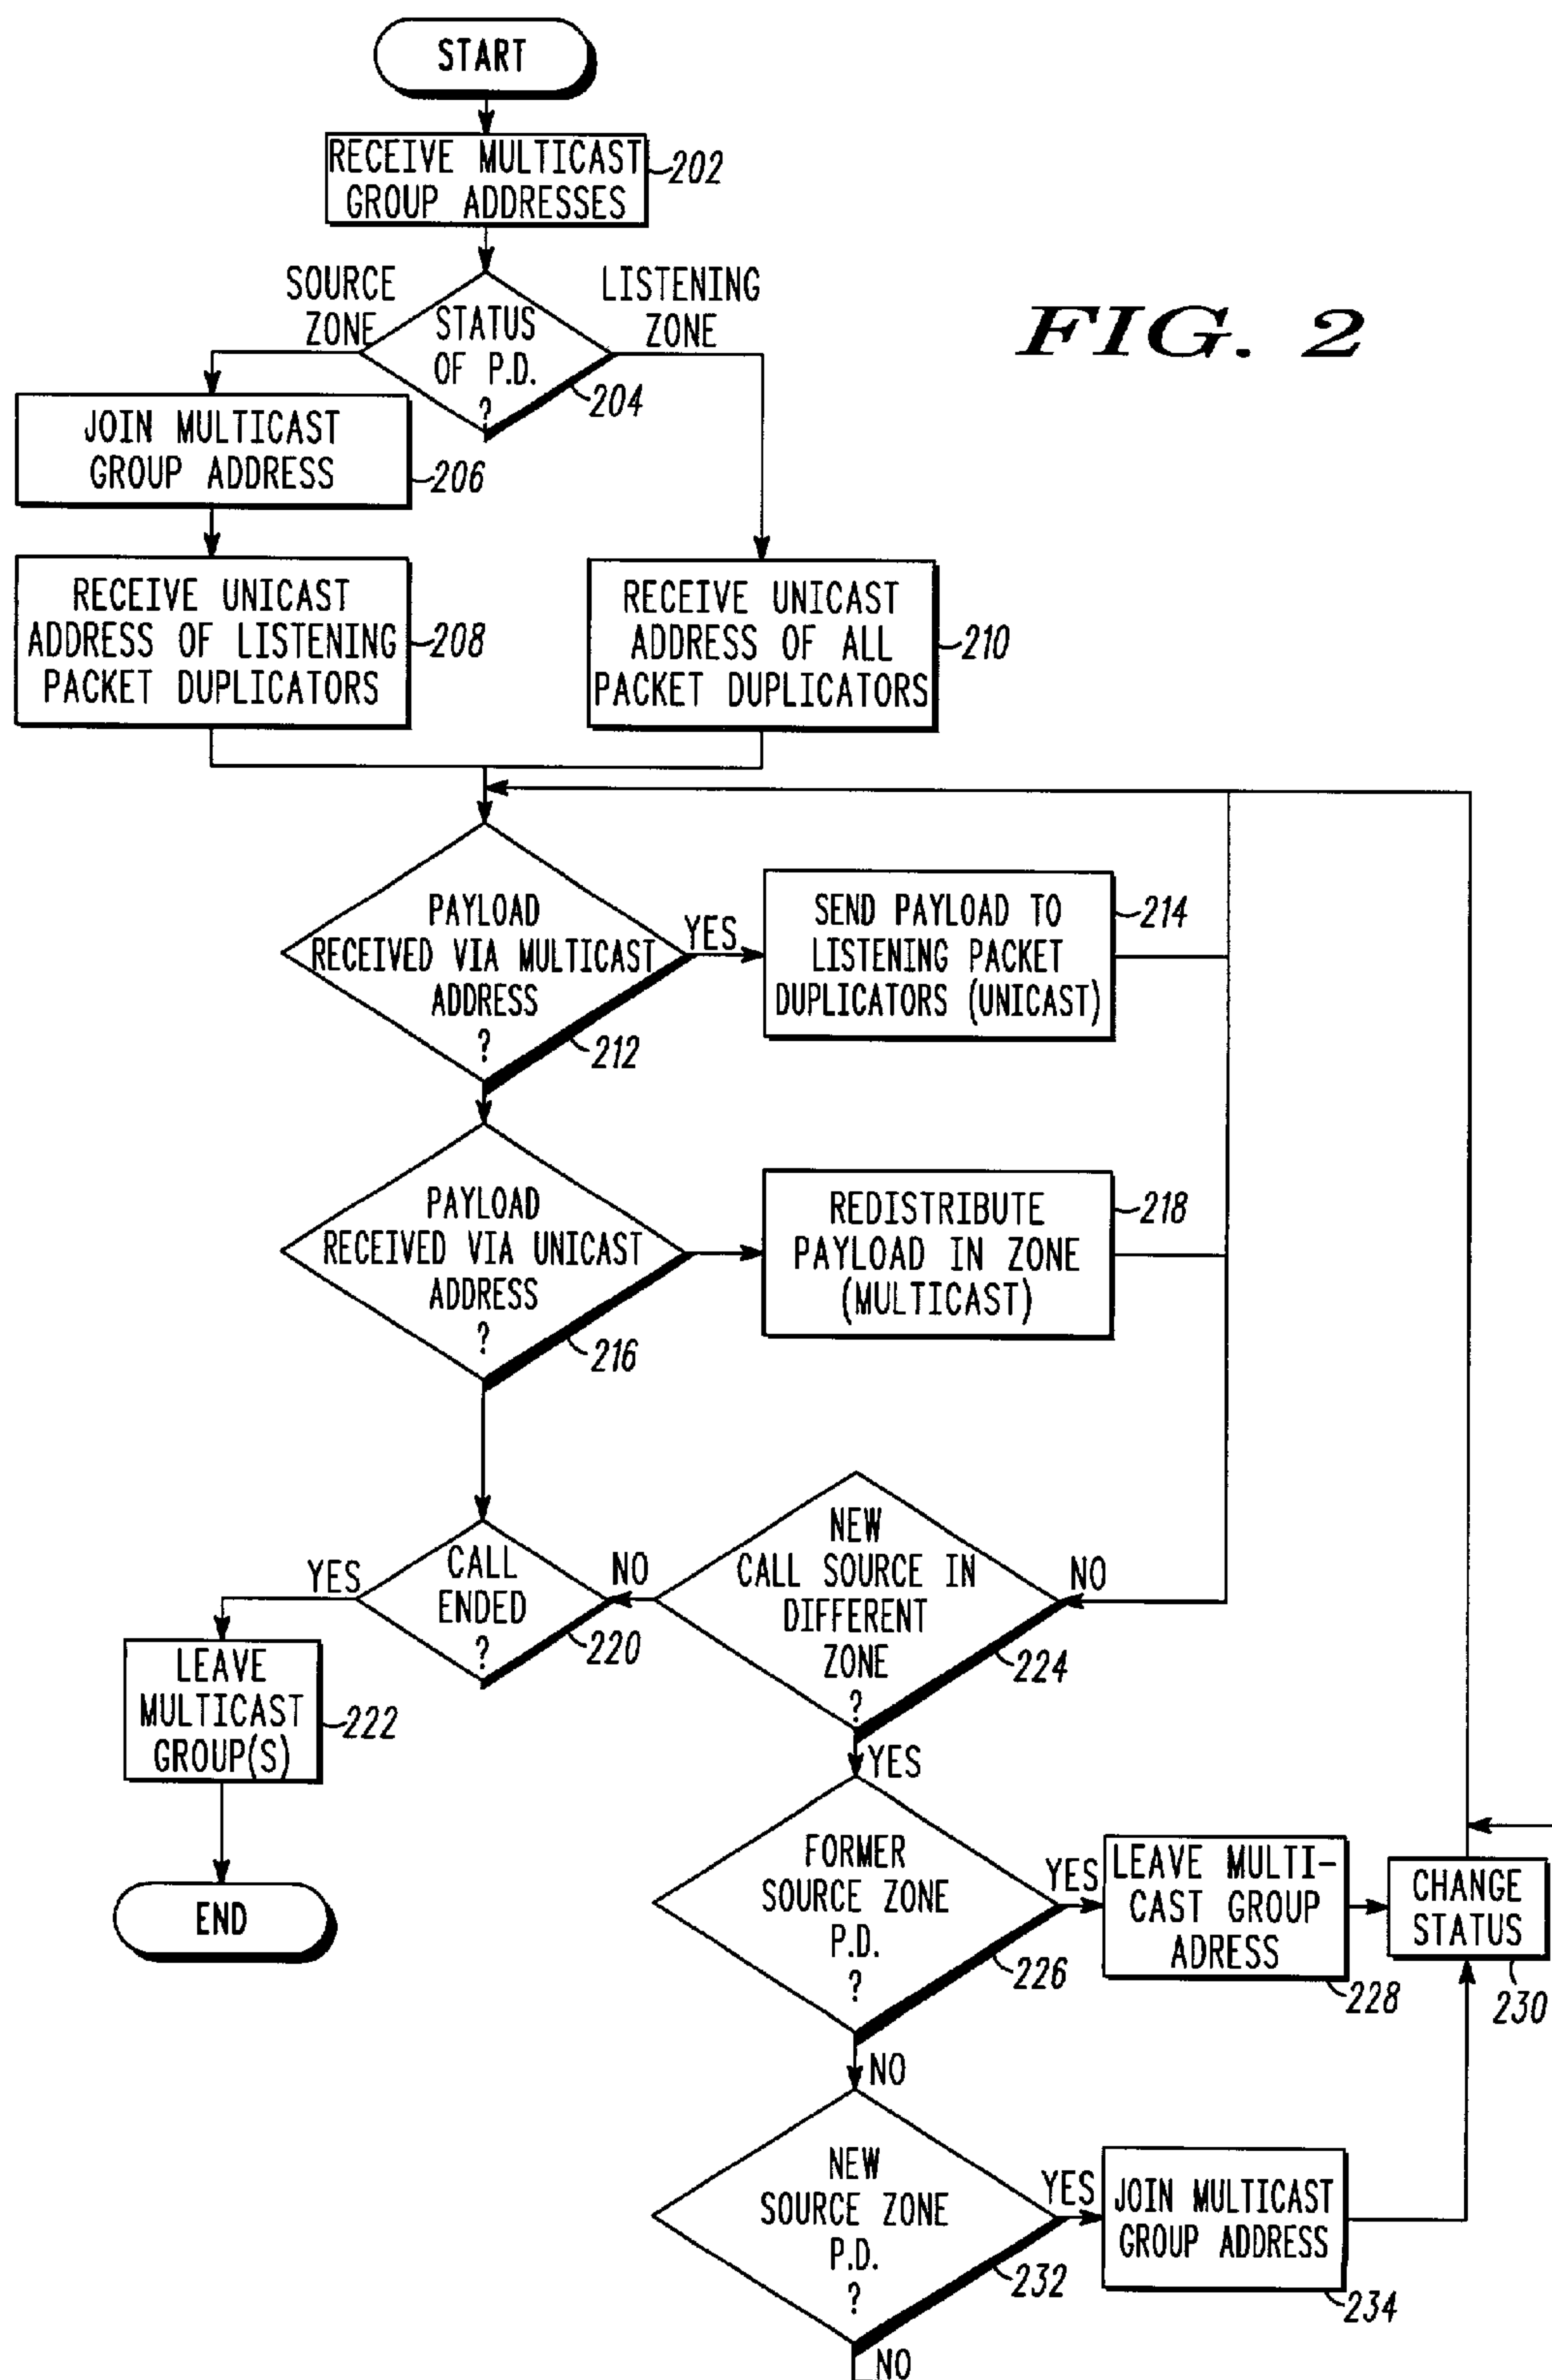 START
RECEIVE MULTICAST
GROUP ADDRESSES
202
SOURCE
ZONE
LISTENING
ZONE
STATUS
OF P.D.
?
204
FIG. 2
JOIN MULTICAST
GROUP ADDRESS
206
RECEIVE UNICAST
ADDRESS OF LISTENING
PACKET DUPLICATORS
208
RECEIVE UNICAST
ADDRESS OF ALL
PACKET DUPLICATORS
210
PAYLOAD
RECEIVED VIA MULTICAST
ADDRESS
?
212
YES
SEND PAYLOAD TO
LISTENING PACKET
DUPLICATORS (UNICAST)
214
PAYLOAD
RECEIVED VIA UNICAST
ADDRESS
?
216
REDISTRIBUTE
PAYLOAD IN ZONE
(MULTICAST)
218
YES
CALL
ENDED
?
220
NO
NEW
CALL SOURCE IN
DIFFERENT
ZONE
?
224
NO
LEAVE
MULTICAST
GROUP(S)
222
END
YES
FORMER
SOURCE ZONE
P.D.
?
226
YES
LEAVE MULTI-
CAST GROUP
ADRESS
228
CHANGE
STATUS
230
NO
NEW
SOURCE ZONE
P.D.
?
232
YES
JOIN MULTICAST
GROUP ADDRESS
234
NO